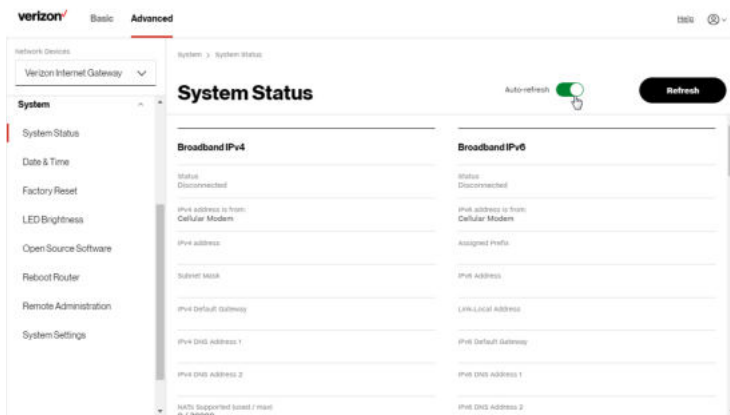 verizon
Basic
Advanced
Help
Network Devices
Verizon Internet Gateway
System
System Status
Date & Time
Factory Reset
LED Brightness
Open Source Software
Reboot Router
Remote Administration
System Settings
System > System Status
System Status
Auto-refresh
Refresh
Broadband IPv4
Status
Disconnected
IPv4 address is from:
Cellular Modem
IPv4 address
Subnet Mask
IPv4 Default Gateway
IPv4 DNS Address 1
IPv4 DNS Address 2
NATs Supported (used / max)
Broadband IPv6
Status
Disconnected
IPv6 address is from:
Cellular Modem
Assigned Prefix
IPv6 Address
Link-Local Address
IPv6 Default Gateway
IPv6 DNS Address 1
IPv6 DNS Address 2